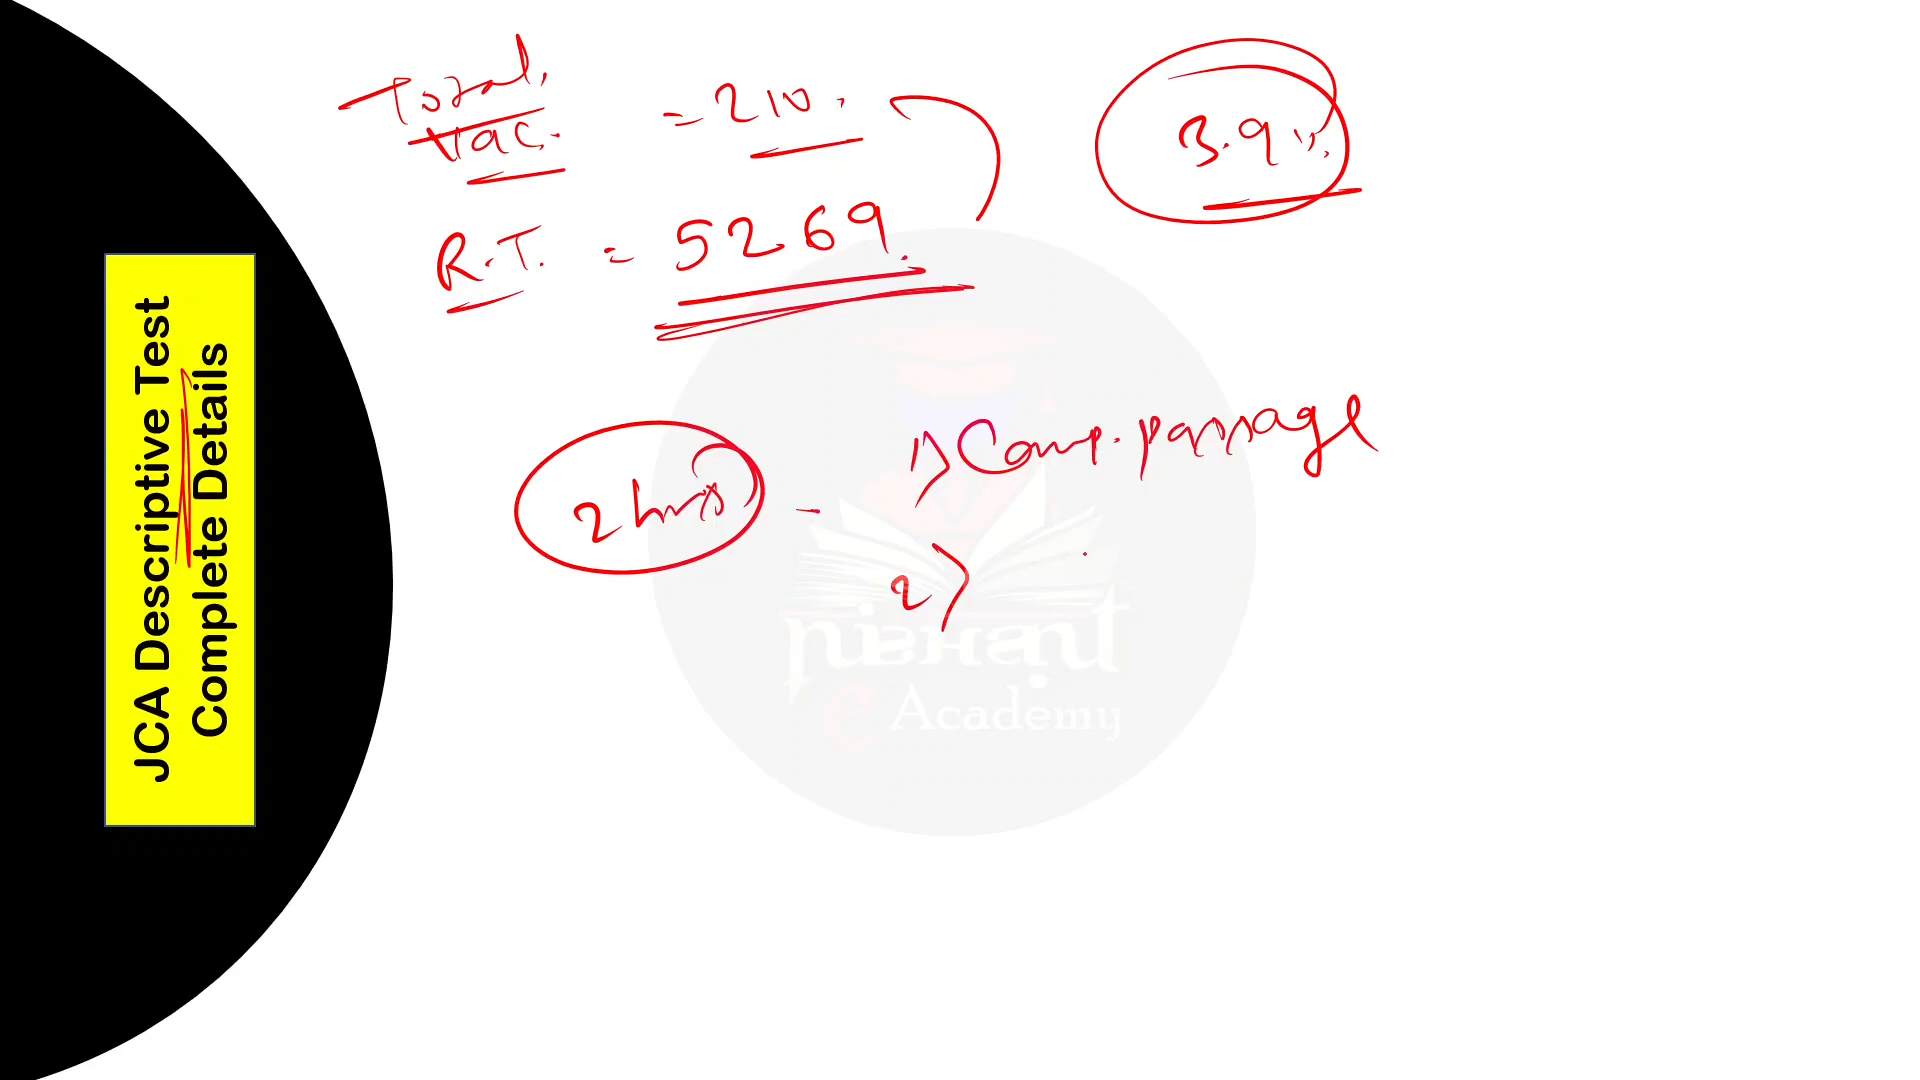 JCA Descriptive Test
Complete Details
Total
Vac. = 210.
3.9%.
R.T. = 5269.
2 hrs - 1) Comp. passage
2)
Academy